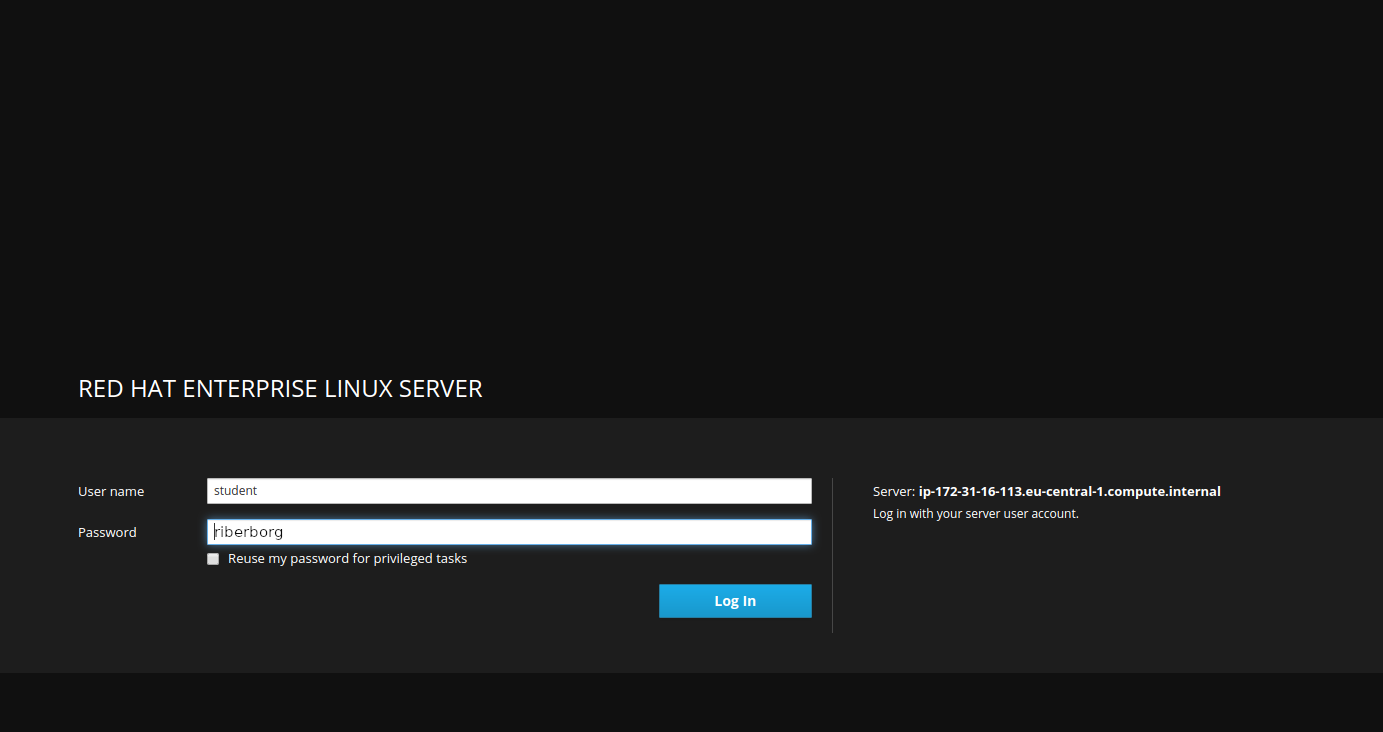 RED HAT ENTERPRISE LINUX SERVER
User name student
Password riberborg
Reuse my password for privileged tasks
Log In
Server: ip-172-31-16-113.eu-central-1.compute.internal
Log in with your server user account.